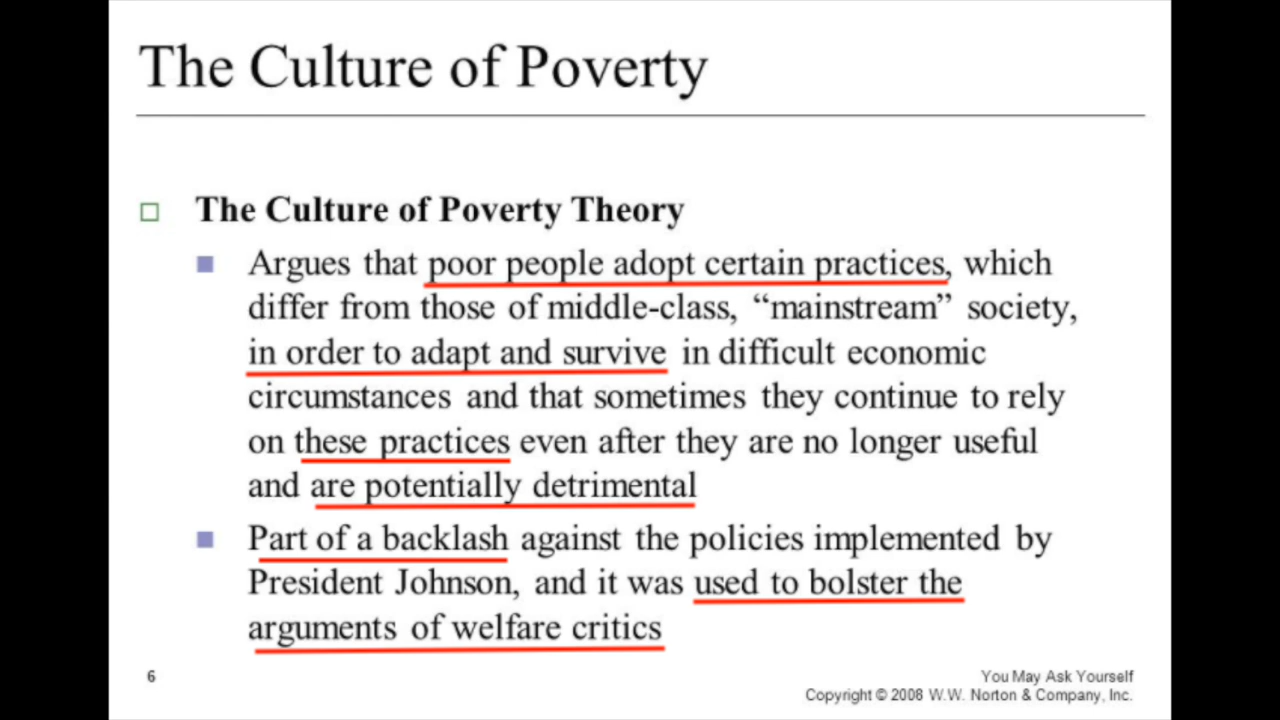 The Culture of Poverty
The Culture of Poverty Theory
Argues that poor people adopt certain practices, which
differ from those of middle-class, “mainstream” society,
in order to adapt and survive in difficult economic
circumstances and that sometimes they continue to rely
on these practices even after they are no longer useful
and are potentially detrimental
Part of a backlash against the policies implemented by
President Johnson, and it was used to bolster the
arguments of welfare critics
6
You May Ask Yourself
Copyright © 2008 W.W. Norton & Company, Inc.